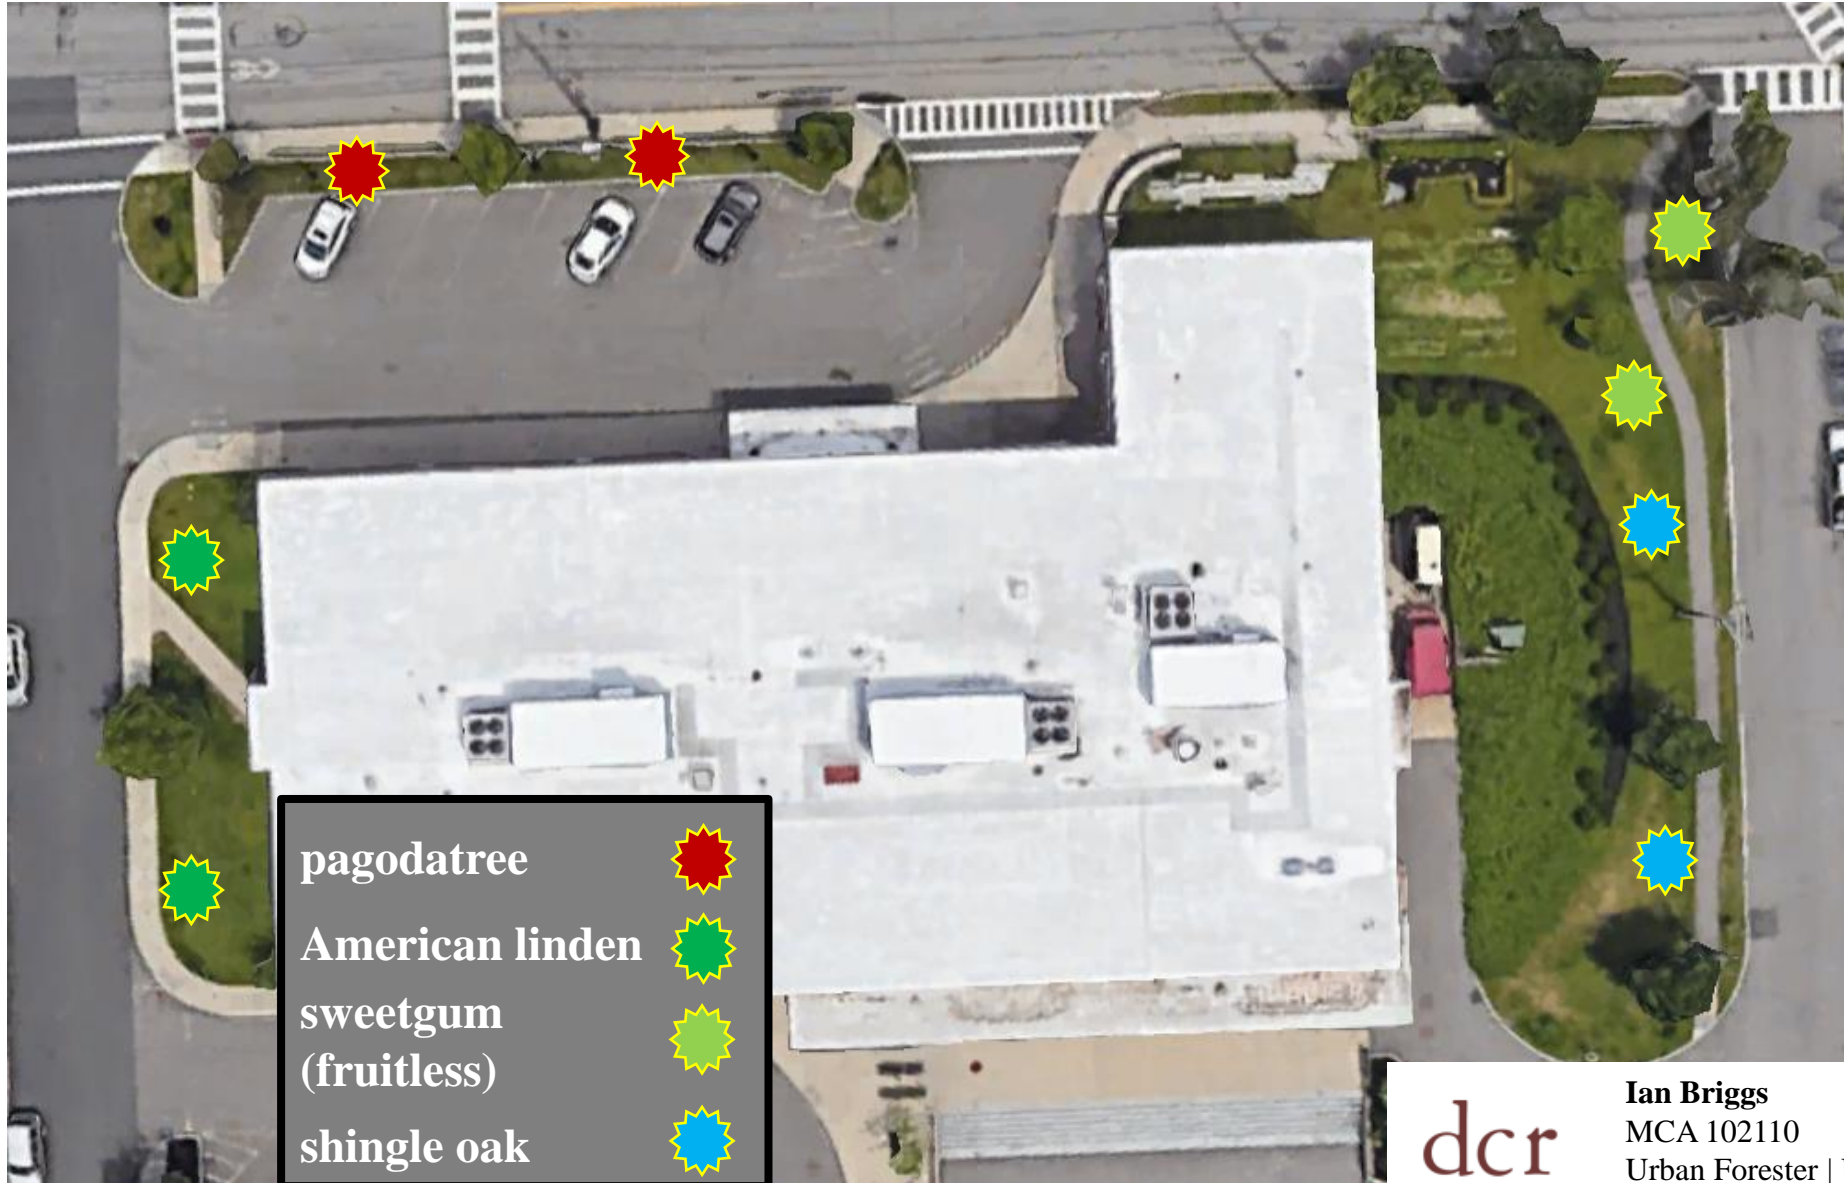 pagodatree
American linden
sweetgum
(fruitless)
shingle oak
dcr
Ian Briggs
MCA 102110
Urban Forester |